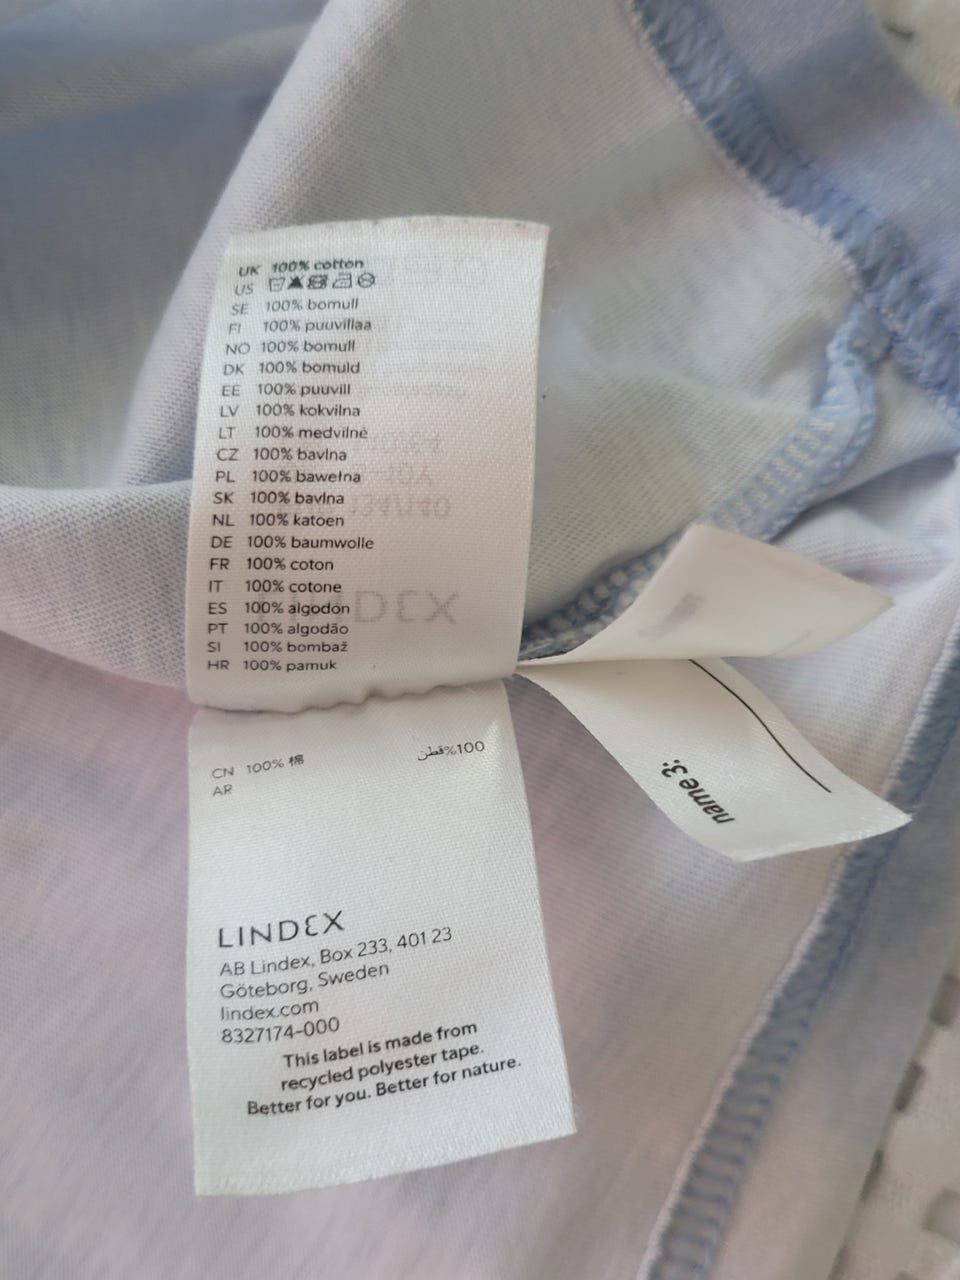 UK 100% cotton
US
SE 100% bomull
FI 100% puuvillaa
NO 100% bomull
DK 100% bomuld
EE 100% puuvill
LV 100% kokvilna
LT 100% medvilnė
CZ 100% bavlna
PL 100% bawełna
SK 100% bavlna
NL 100% katoen
DE 100% baumwolle
FR 100% coton
IT 100% cotone
ES 100% algodón
PT 100% algodão
SI 100% bombaž
HR 100% pamuk
LINDEX
134/140
CN 100% 棉
AR 100%قطن
LINDEX
AB Lindex, Box 233, 401 23
Göteborg, Sweden
lindex.com
8327174-000
This label is made from
recycled polyester tape.
Better for you. Better for nature.
name 3: